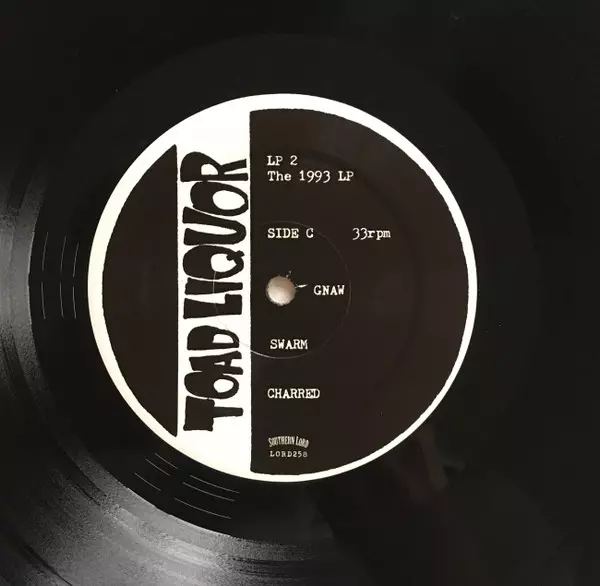 TOAD LIQUOR
LP 2
The 1993 LP
SIDE C 33rpm
GNAW
SWARM
CHARRED
SOUTHERN LORD
LORD258